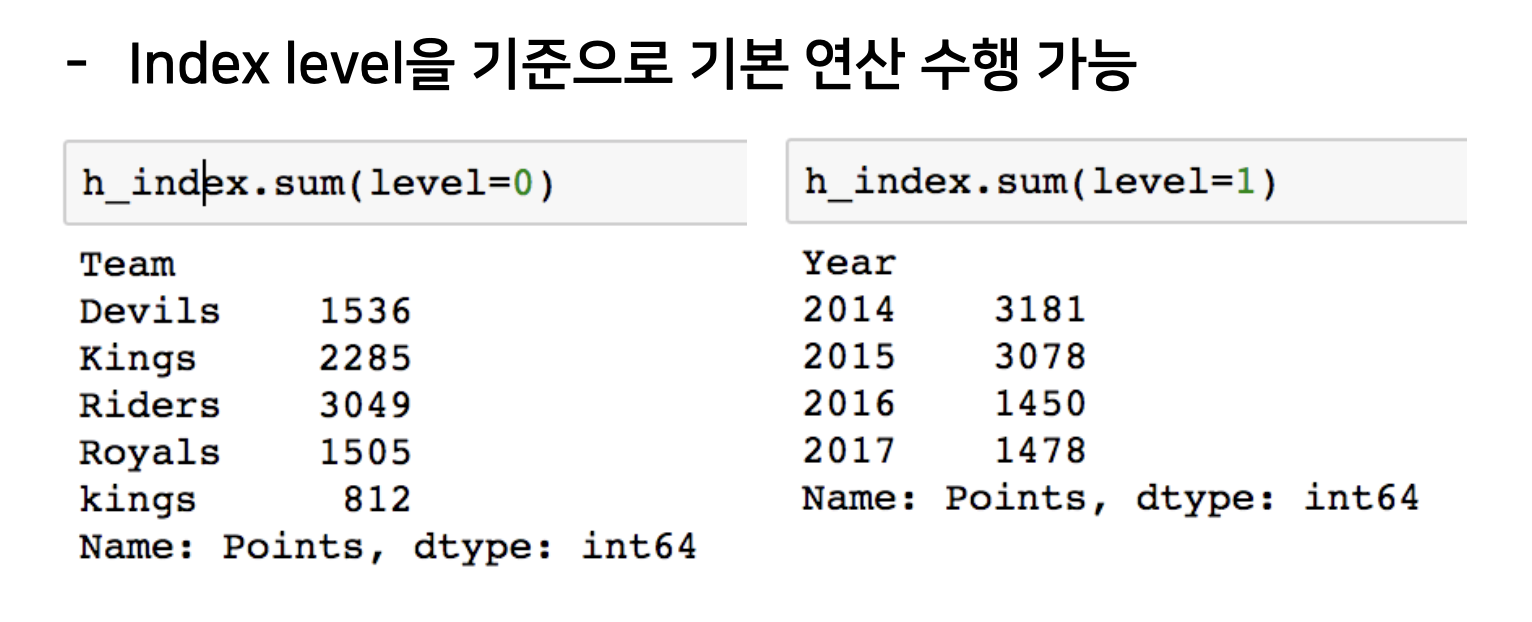 - Index level을 기준으로 기본 연산 수행 가능
h_index.sum(level=0)
Team
Devils 1536
Kings 2285
Riders 3049
Royals 1505
kings 812
Name: Points, dtype: int64
h_index.sum(level=1)
Year
2014 3181
2015 3078
2016 1450
2017 1478
Name: Points, dtype: int64